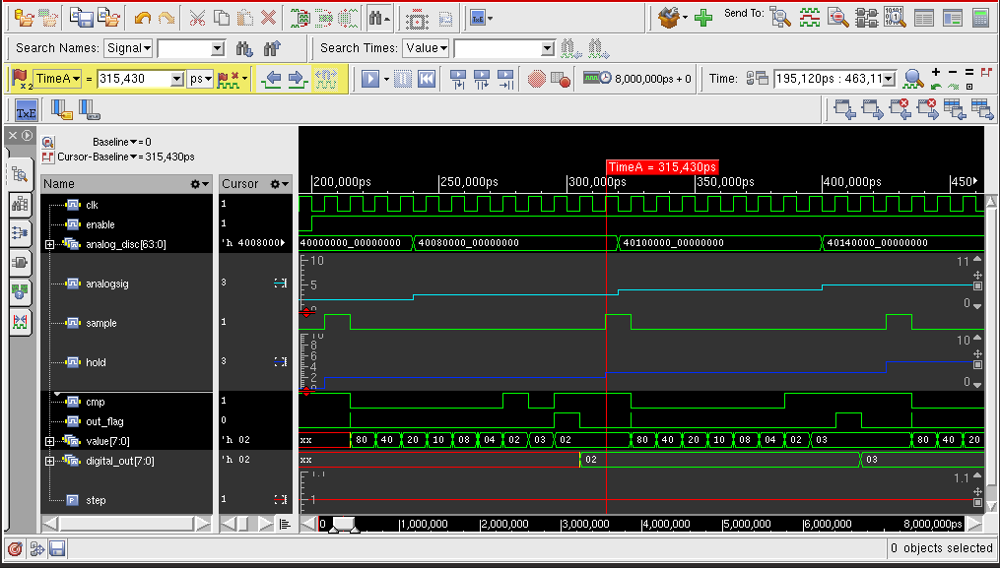 Send To:
Search Names: Signal
Search Times: Value
TimeA = 315,430 ps
8,000,000ps + 0
Time: 195,120ps : 463,11
TxE
Baseline = 0
Cursor-Baseline = 315,430ps
TimeA = 315,430ps
Name Cursor
200,000ps 250,000ps 300,000ps 350,000ps 400,000ps 450
clk 1
enable 1
analog_disc[63:0] 'h 4008000 40000000_00000000 40080000_00000000 40100000_00000000 40140000_00000000
analogsig 3 10 5 0 11 0
sample 1
hold 3 10 8 6 4 2 0 10 0
cmp 1
out_flag 0
value[7:0] 'h 02 xx 80 40 20 10 08 04 02 03 02 80 40 20 10 08 04 02 03 80 40 20
digital_out[7:0] 'h 02 xx 02 03
step 1 1.1 1 1.1
0 1,000,000 2,000,000 3,000,000 4,000,000 5,000,000 6,000,000 8,000,000ps
0 objects selected